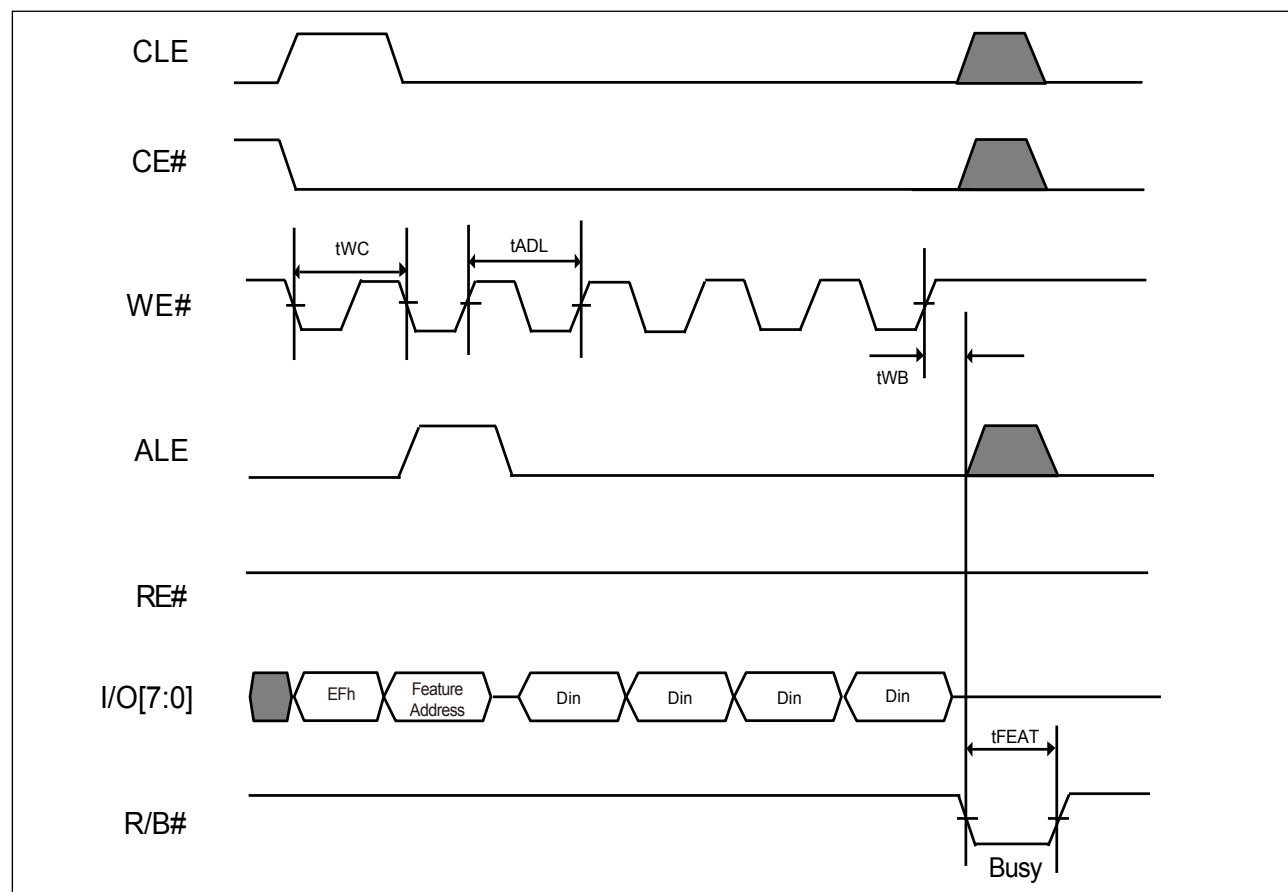 CLE
CE#
tWC
tADL
WE#
tWB
ALE
RE#
I/O[7:0]
EFh
Feature
Address
Din
Din
Din
Din
tFEAT
R/B#
Busy